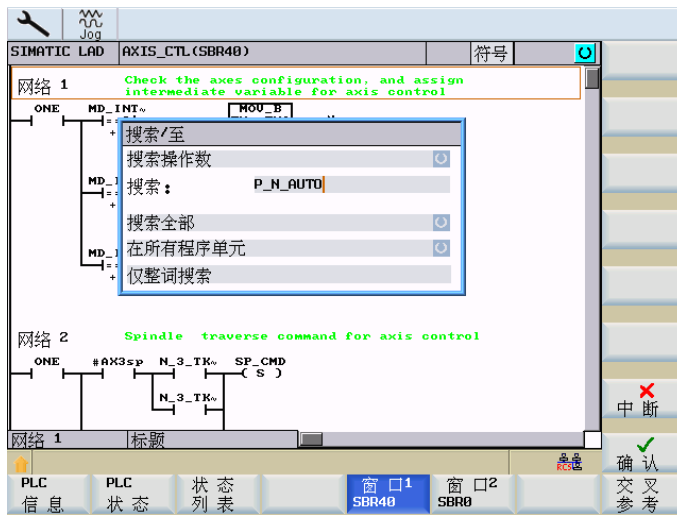 Jog
SIMATIC LAD AXIS_CTL(SBR40) 符号
网络 1 Check the axes configuration, and assign
intermediate variable for axis control
ONE MD_INT~ MOV_B
搜索/至
搜索操作数
搜索: P_N_AUTO
搜索全部
在所有程序单元
仅整词搜索
网络 2 Spindle traverse command for axis control
ONE #AX3sp N_3_TK~ SP_CMD
( S )
N_3_TK~
中断
网络 1 标题
RCS
确认
PLC PLC 状态 窗口1 窗口2 交叉
信息 状态 列表 SBR40 SBR0 参考